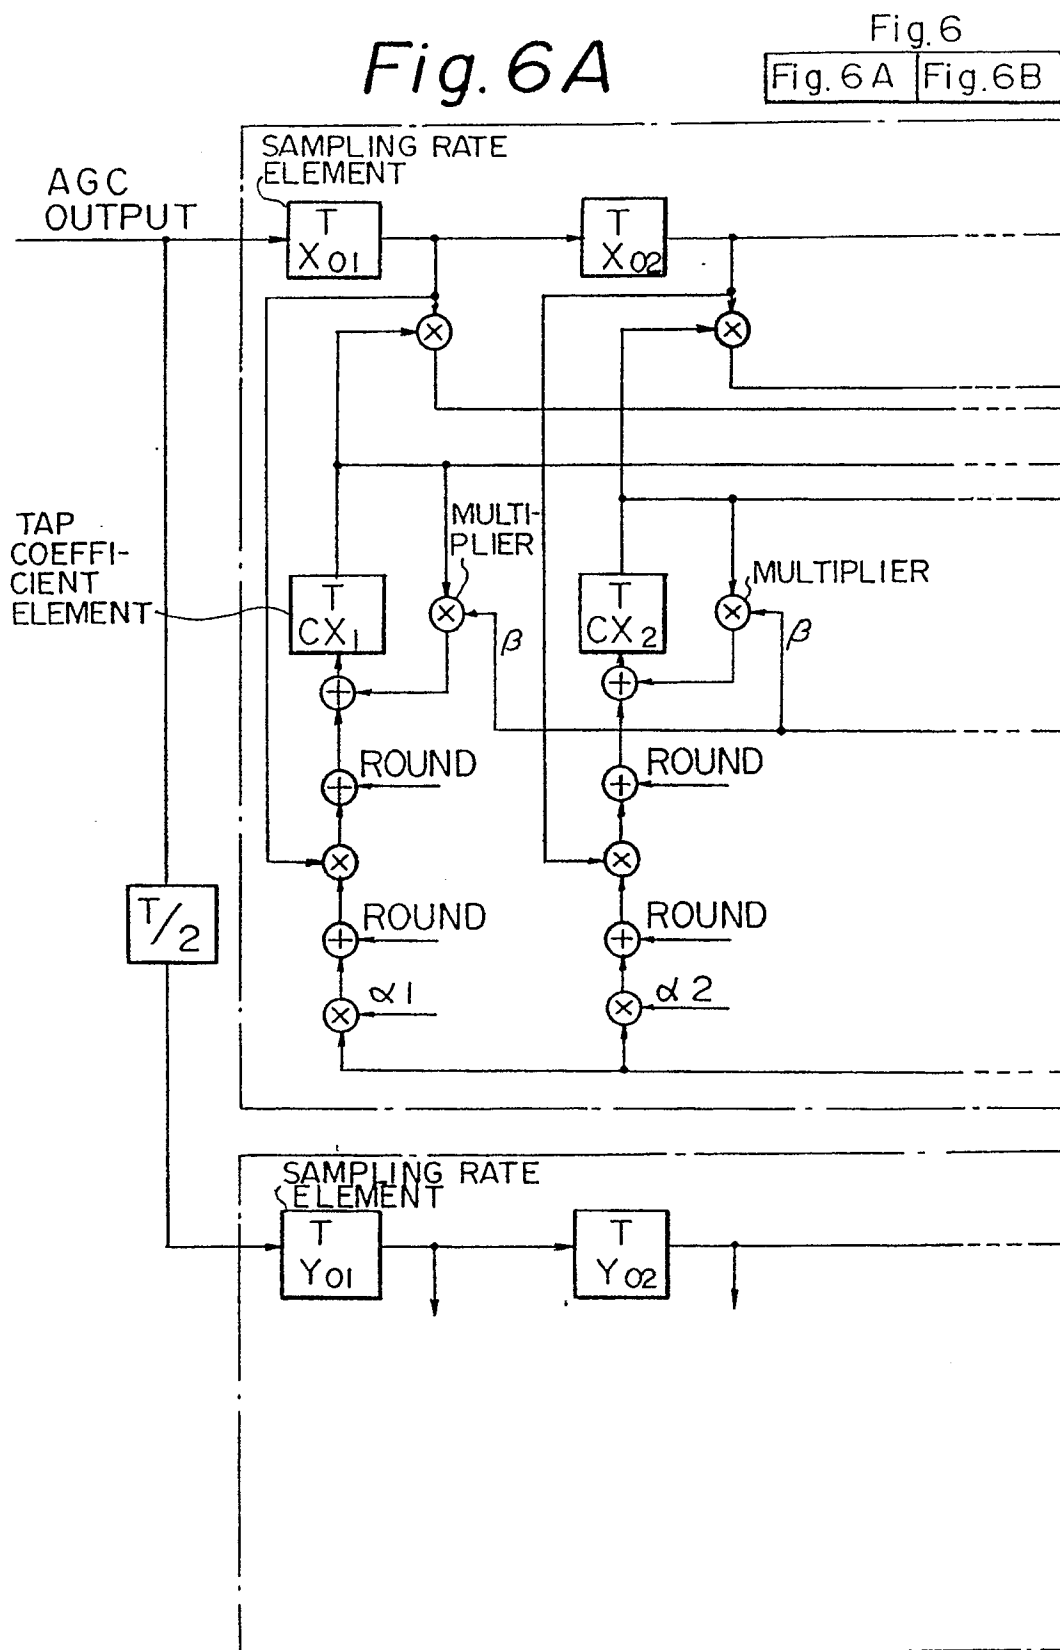 Fig. 6A
Fig. 6
Fig. 6A Fig. 6B
SAMPLING RATE
ELEMENT
AGC
OUTPUT
T
X01
T
X02
TAP
COEFFI-
CIENT
ELEMENT
MULTI-
PLIER
MULTIPLIER
T
CX1
T
CX2
β
β
ROUND
ROUND
ROUND
ROUND
T/2
α1
α2
SAMPLING RATE
ELEMENT
T
Y01
T
Y02